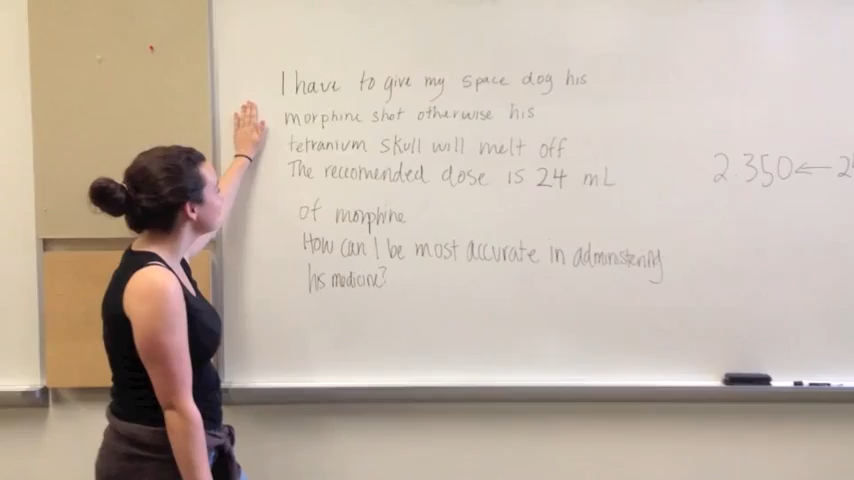 I have to give my space dog his
morphine shot otherwise his
tetranium skull will melt off
The reccomended dose is 24 mL
of morphine
How can I be most accurate in administering
his medicine?
2.350 ← 2